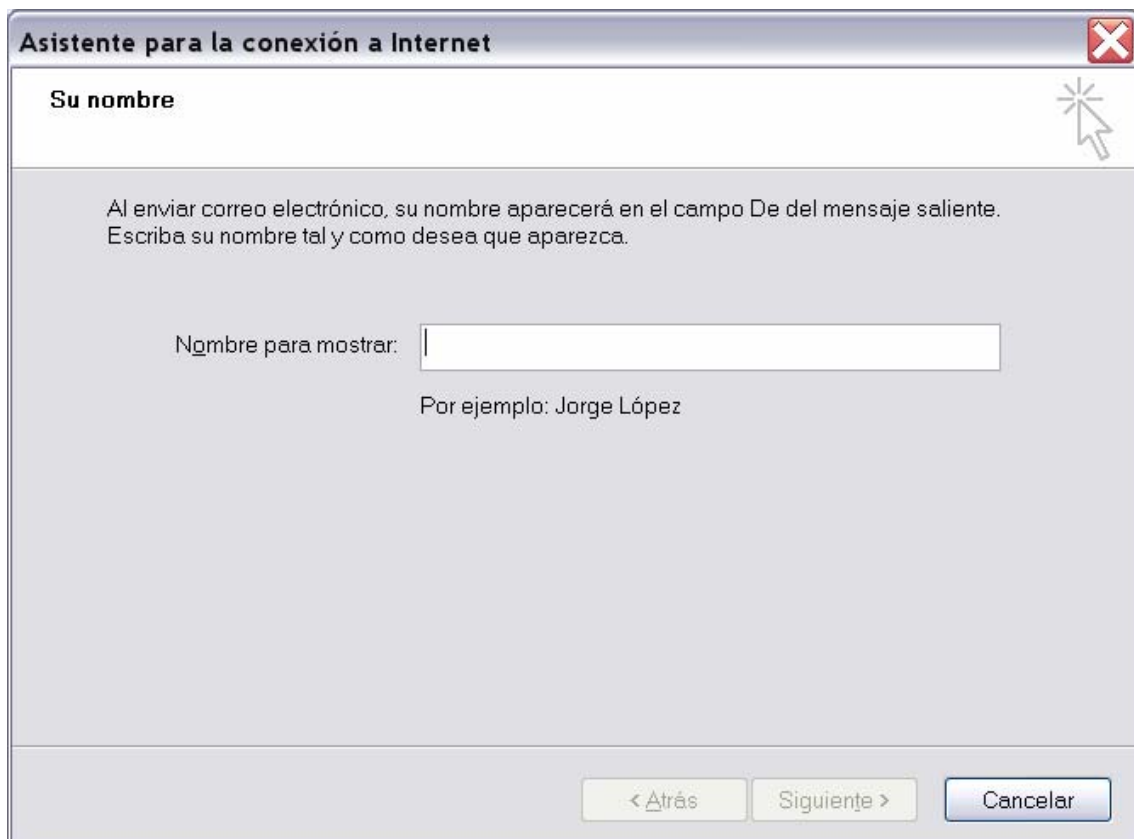 Asistente para la conexión a Internet
Su nombre
Al enviar correo electrónico, su nombre aparecerá en el campo De del mensaje saliente.
Escriba su nombre tal y como desea que aparezca.
Nombre para mostrar:
Por ejemplo: Jorge López
< Atrás
Siguiente >
Cancelar